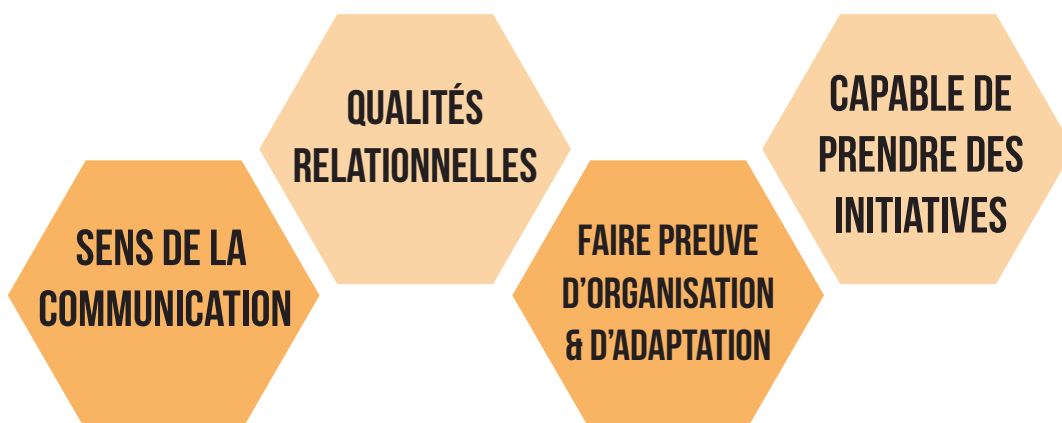 SENS DE LA
COMMUNICATION
QUALITÉS
RELATIONNELLES
FAIRE PREUVE
D'ORGANISATION
& D'ADAPTATION
CAPABLE DE
PRENDRE DES
INITIATIVES